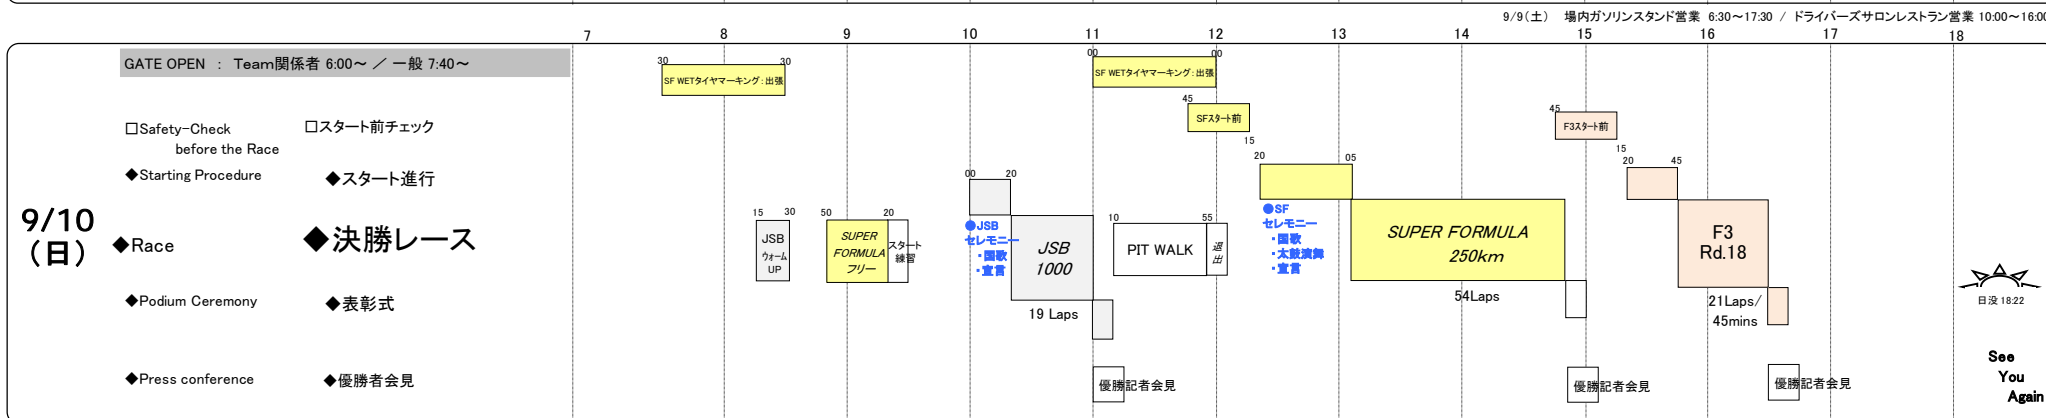 9/9(土) 場内ガソリンスタンド営業 6:30～17:30 / ドライバーズサロンレストラン営業 10:00～16:00
7 8 9 10 11 12 13 14 15 16 17 18
GATE OPEN : Team関係者 6:00～ / 一般 7:40～
30 30
SF WETタイヤマーキング:出張
00 00
SF WETタイヤマーキング:出張
45
SFスタート前
15
45
F3スタート前
15
□Safety-Check
before the Race
□スタート前チェック
◆Starting Procedure ◆スタート進行
00 20
20 05
20 45
9/10
(日)
◆Race ◆決勝レース
15 30
JSB
ウォーム
UP
50 20
SUPER
FORMULA
フリー
スタート
練習
●JSB
セレモニー
・国歌
・宣言
JSB
1000
19 Laps
10 55
PIT WALK
退
出
●SF
セレモニー
・国歌
・太鼓演舞
・宣言
SUPER FORMULA
250km
54Laps
F3
Rd.18
21Laps/
45mins
◆Podium Ceremony ◆表彰式
◆Press conference ◆優勝者会見
優勝記者会見
優勝記者会見
優勝記者会見
日没 18:22
See
You
Again